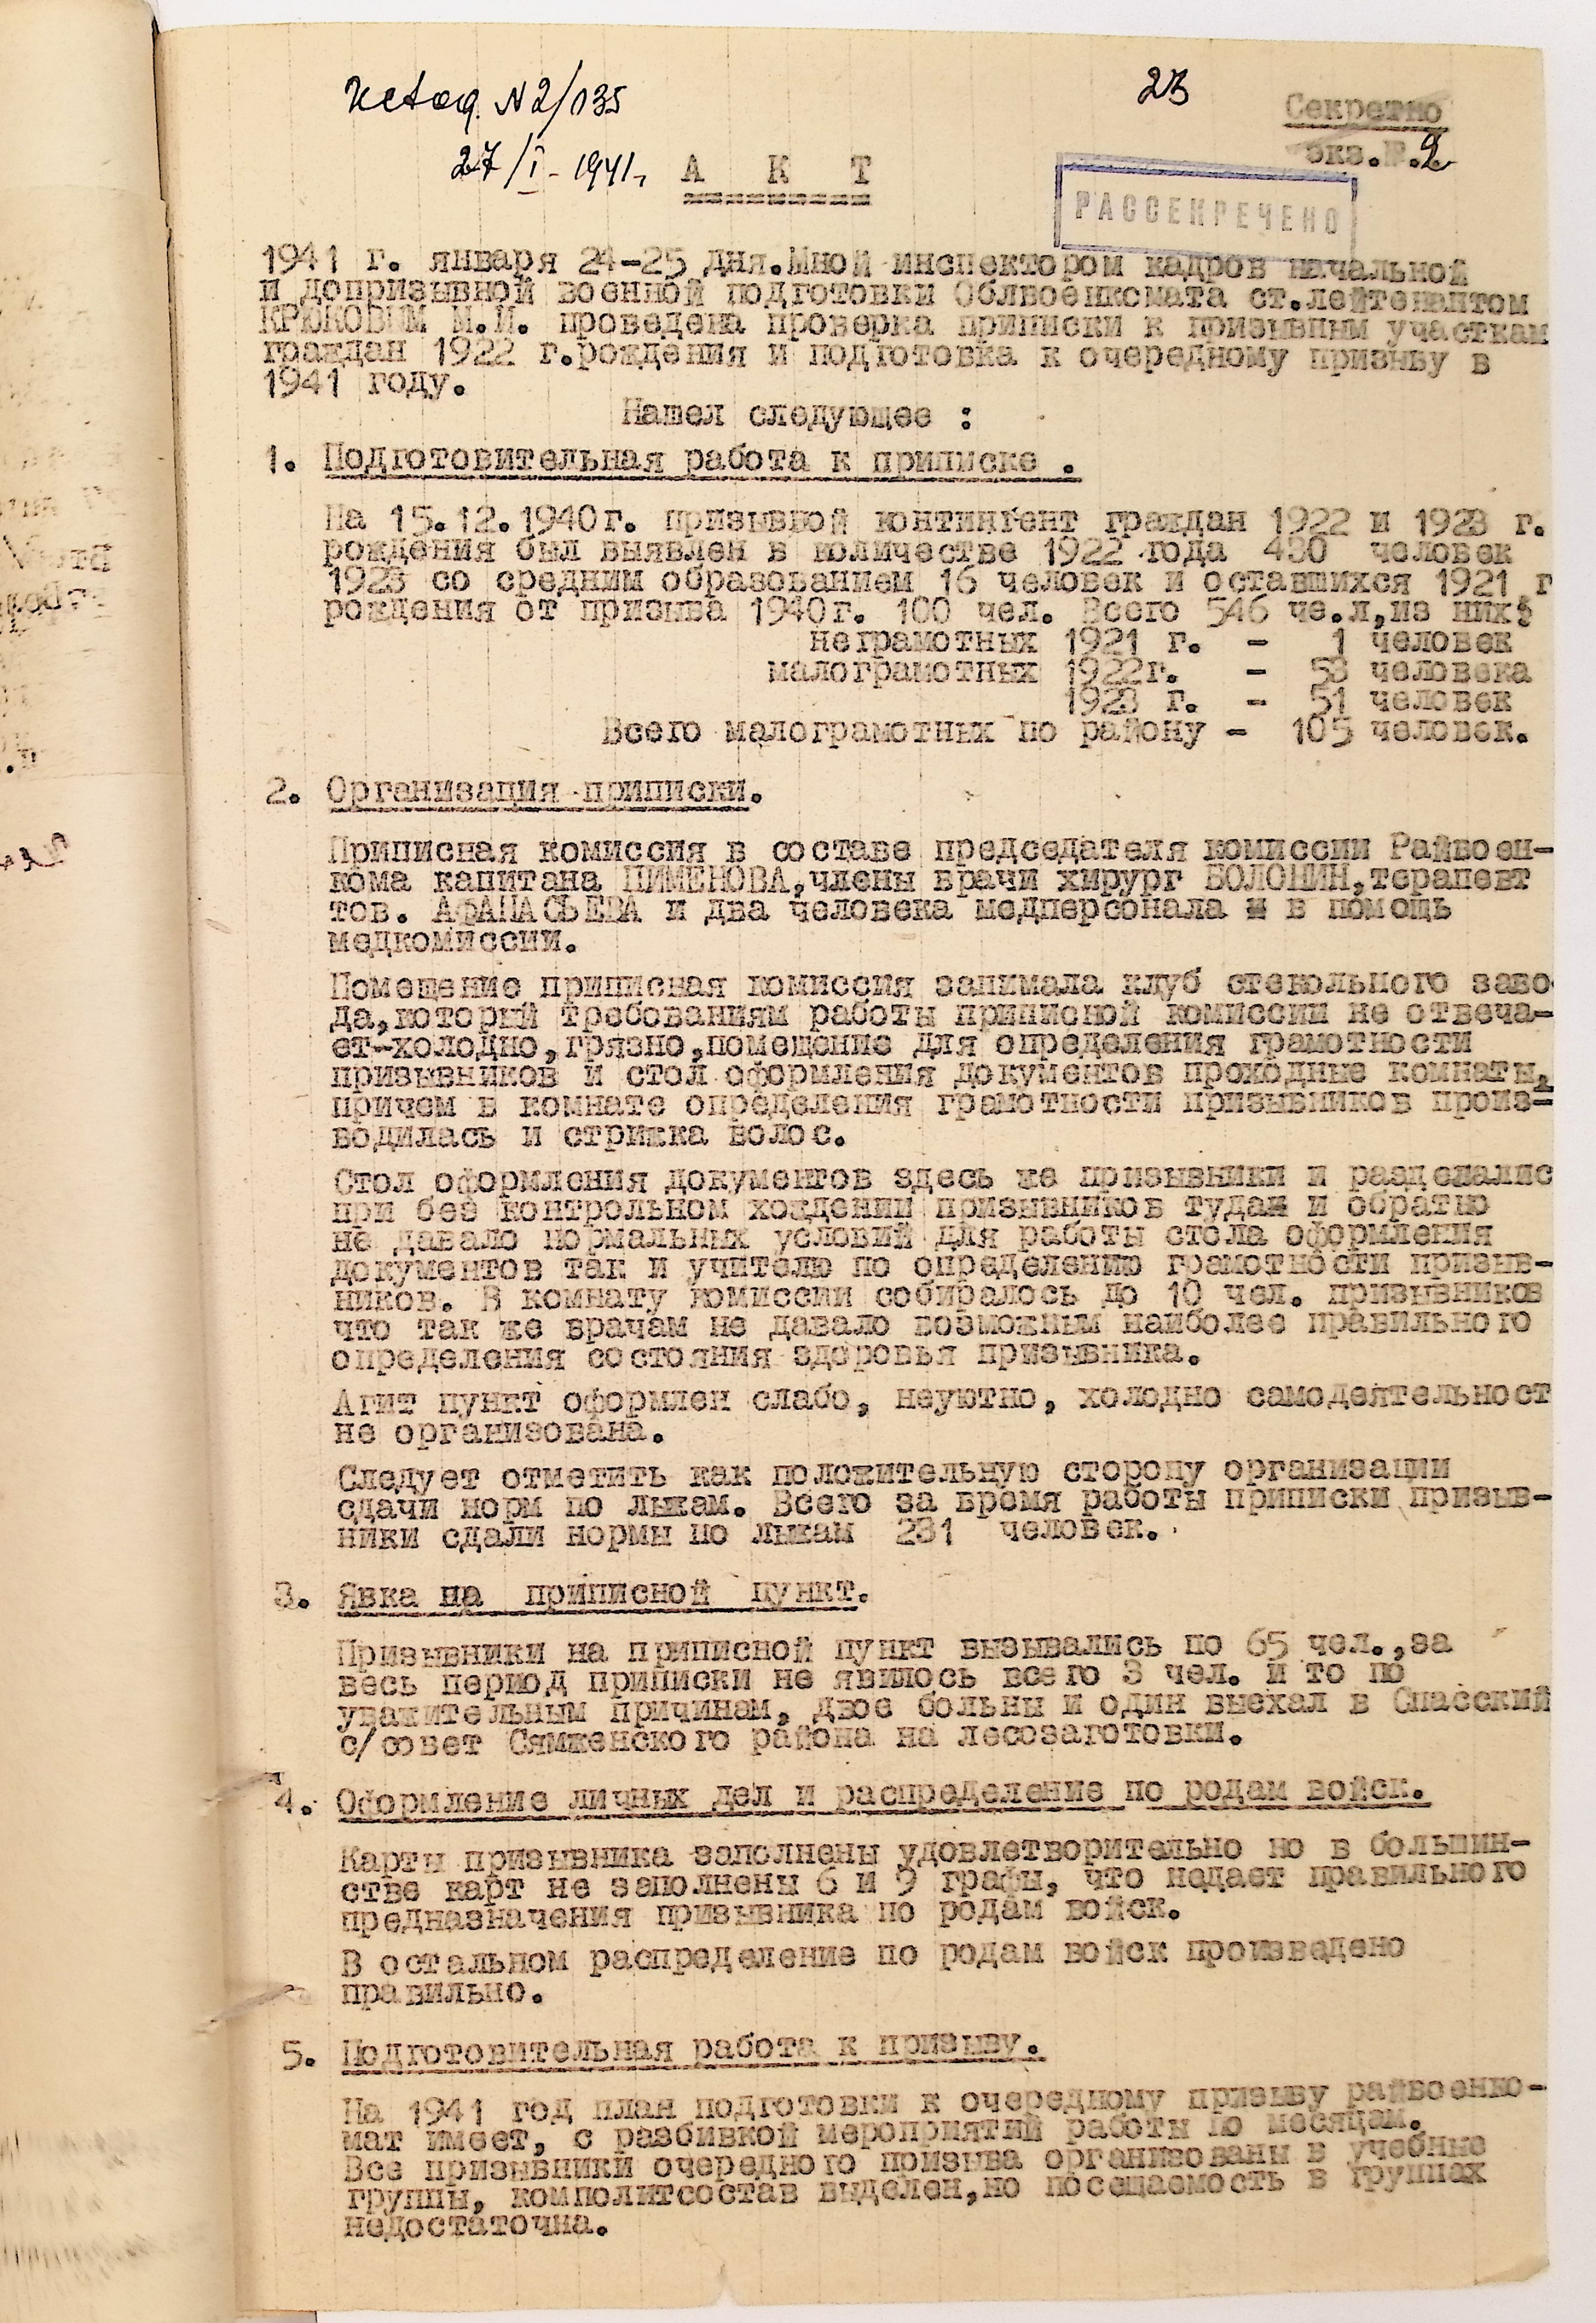 23
Секретно
экз.№.2
N2/035
27/I - 1941г.
А К Т
РАССЕКРЕЧЕНО
1941 г. января 24-25 дня.Мной инспектором кадров начальной
и допризывной военной подготовки Облвоенкомата ст.лейтенантом
КРЮКОВЫМ М.И. проведена проверка приписки к призывным участкам
граждан 1922 г.рождения и подготовка к очередному призыву в
1941 году.
Нашел следующее :
1. Подготовительная работа к приписке .
На 15.12.1940г. призывной контингент граждан 1922 и 1923 г.
рождения был выявлен в количестве 1922 года 430 человек
1923 со средним образованием 16 человек и оставшихся 1921 г
рождения от призыва 1940г. 100 чел. Всего 546 че.л,из них:
неграмотных 1921 г. - 1 человек
малограмотных 1922г. - 53 человека
1923 г. - 51 человек
Всего малограмотных по району - 105 человек.
2. Организация приписки.
Приписная комиссия в составе председателя комиссии Райвоен-
кома капитана ПИМЕНОВА,члены врачи хирург БОЛОНИН,терапевт
тов. АфАНАСЬЕВА и два человека медперсонала в помощь
медкомиссии.
Помещение приписная комиссия занимала клуб стекольного заво
да,который требованиям работы приписной комиссии не отвеча-
ет-холодно,грязно,помещение для определения грамотности
призывников и стол оформления документов проходные комнаты,
причем в комнате определения грамотности призывников произ-
водилась и стрижка волос.
Стол оформления документов здесь же призывники и раздевалис
при без контрольном хождении призывников туда и обратно
не давало нормальных условий для работы стола оформления
документов так и учителю по определению грамотности призыв-
ников. В комнату комиссии собиралось до 10 чел. призывников
что так же врачам не давало возможным наиболее правильного
определения состояния здоровья призывника.
Агит пункт оформлен слабо, неуютно, холодно самодеятельност
не организована.
Следует отметить как положительную сторону организации
сдачи норм по лыжам. Всего за время работы приписки призыв-
ники сдали нормы по лыжам 231 человек.
3. Явка на приписной пункт.
Призывники на приписной пункт вызывались по 65 чел.,за
весь период приписки не явилось всего 3 чел. и то по
уважительным причинам, двое больны и один выехал в Спасский
с/совет Сямженского района на лесозаготовки.
4. Оформление личных дел и распределение по родам войск.
Карты призывника заполнены удовлетворительно но в большин-
стве карт не заполнены 6 и 9 графы, что недает правильного
предназначения призывника по родам войск.
В остальном распределение по родам войск произведено
правильно.
5. Подготовительная работа к призыву.
На 1941 год план подготовки к очередному призыву райвоенко-
мат имеет, с разбивкой мероприятий работы по месяцам.
Все призывники очередного призыва организованы в учебные
группы, комполитсостав выделен,но посещаемость в группах
недостаточна.